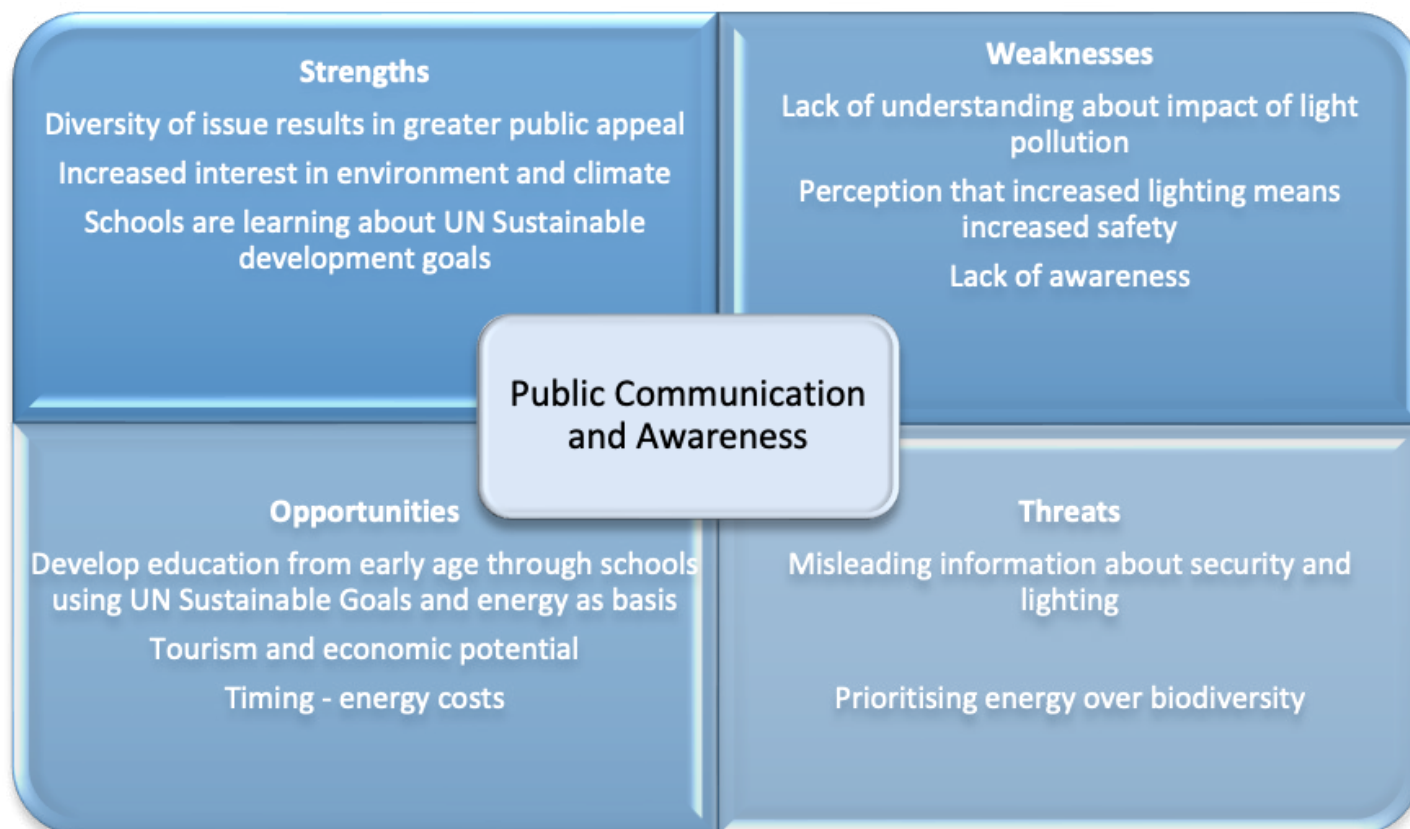 Strengths
Diversity of issue results in greater public appeal
Increased interest in environment and climate
Schools are learning about UN Sustainable
development goals
Weaknesses
Lack of understanding about impact of light
pollution
Perception that increased lighting means
increased safety
Lack of awareness
Public Communication
and Awareness
Opportunities
Develop education from early age through schools
using UN Sustainable Goals and energy as basis
Tourism and economic potential
Timing - energy costs
Threats
Misleading information about security and
lighting
Prioritising energy over biodiversity